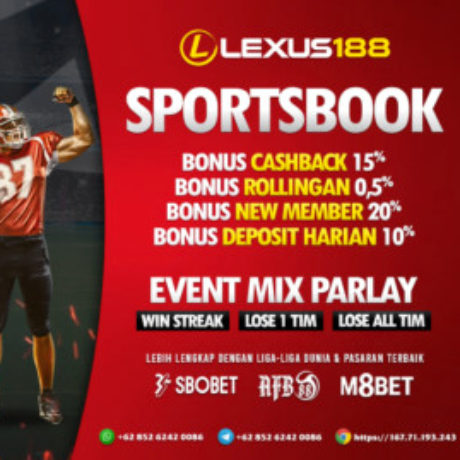 LEXUS188
SPORTSBOOK
BONUS CASHBACK 15%
BONUS ROLLINGAN 0,5%
BONUS NEW MEMBER 20%
BONUS DEPOSIT HARIAN 10%
EVENT MIX PARLAY
WIN STREAK LOSE 1 TIM LOSE ALL TIM
LEBIH LENGKAP DENGAN LIGA-LIGA DUNIA & PASARAN TERBAIK
SBOBET AFB88 M8BET
+62 852 6242 0086 +62 852 6242 0086 https://167.71.193.243
87